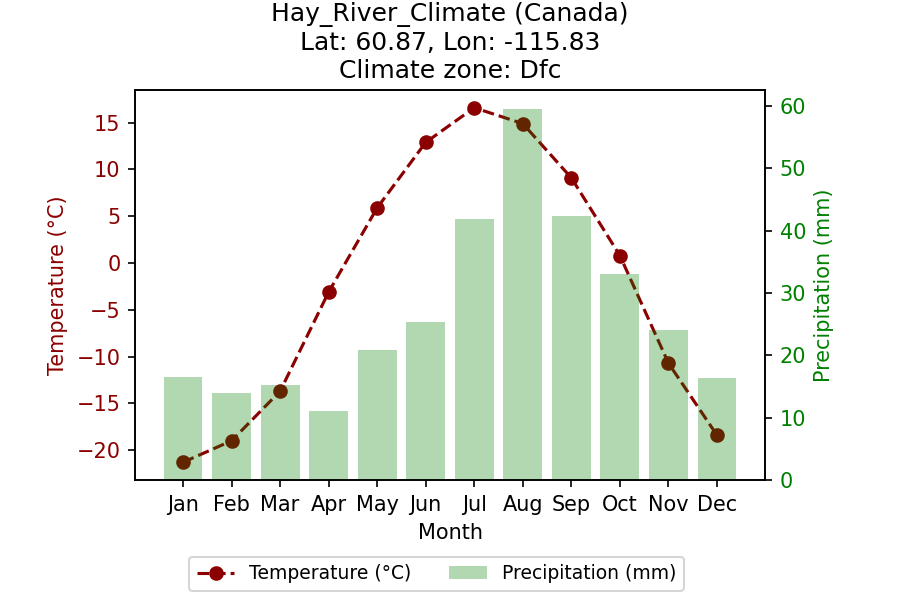 Hay_River_Climate (Canada)
Lat: 60.87, Lon: -115.83
Climate zone: Dfc
Temperature (°C)
15
10
5
0
−5
−10
−15
−20
60
50
40
30
20
10
0
Precipitation (mm)
Jan Feb Mar Apr May Jun Jul Aug Sep Oct Nov Dec
Month
Temperature (°C) Precipitation (mm)